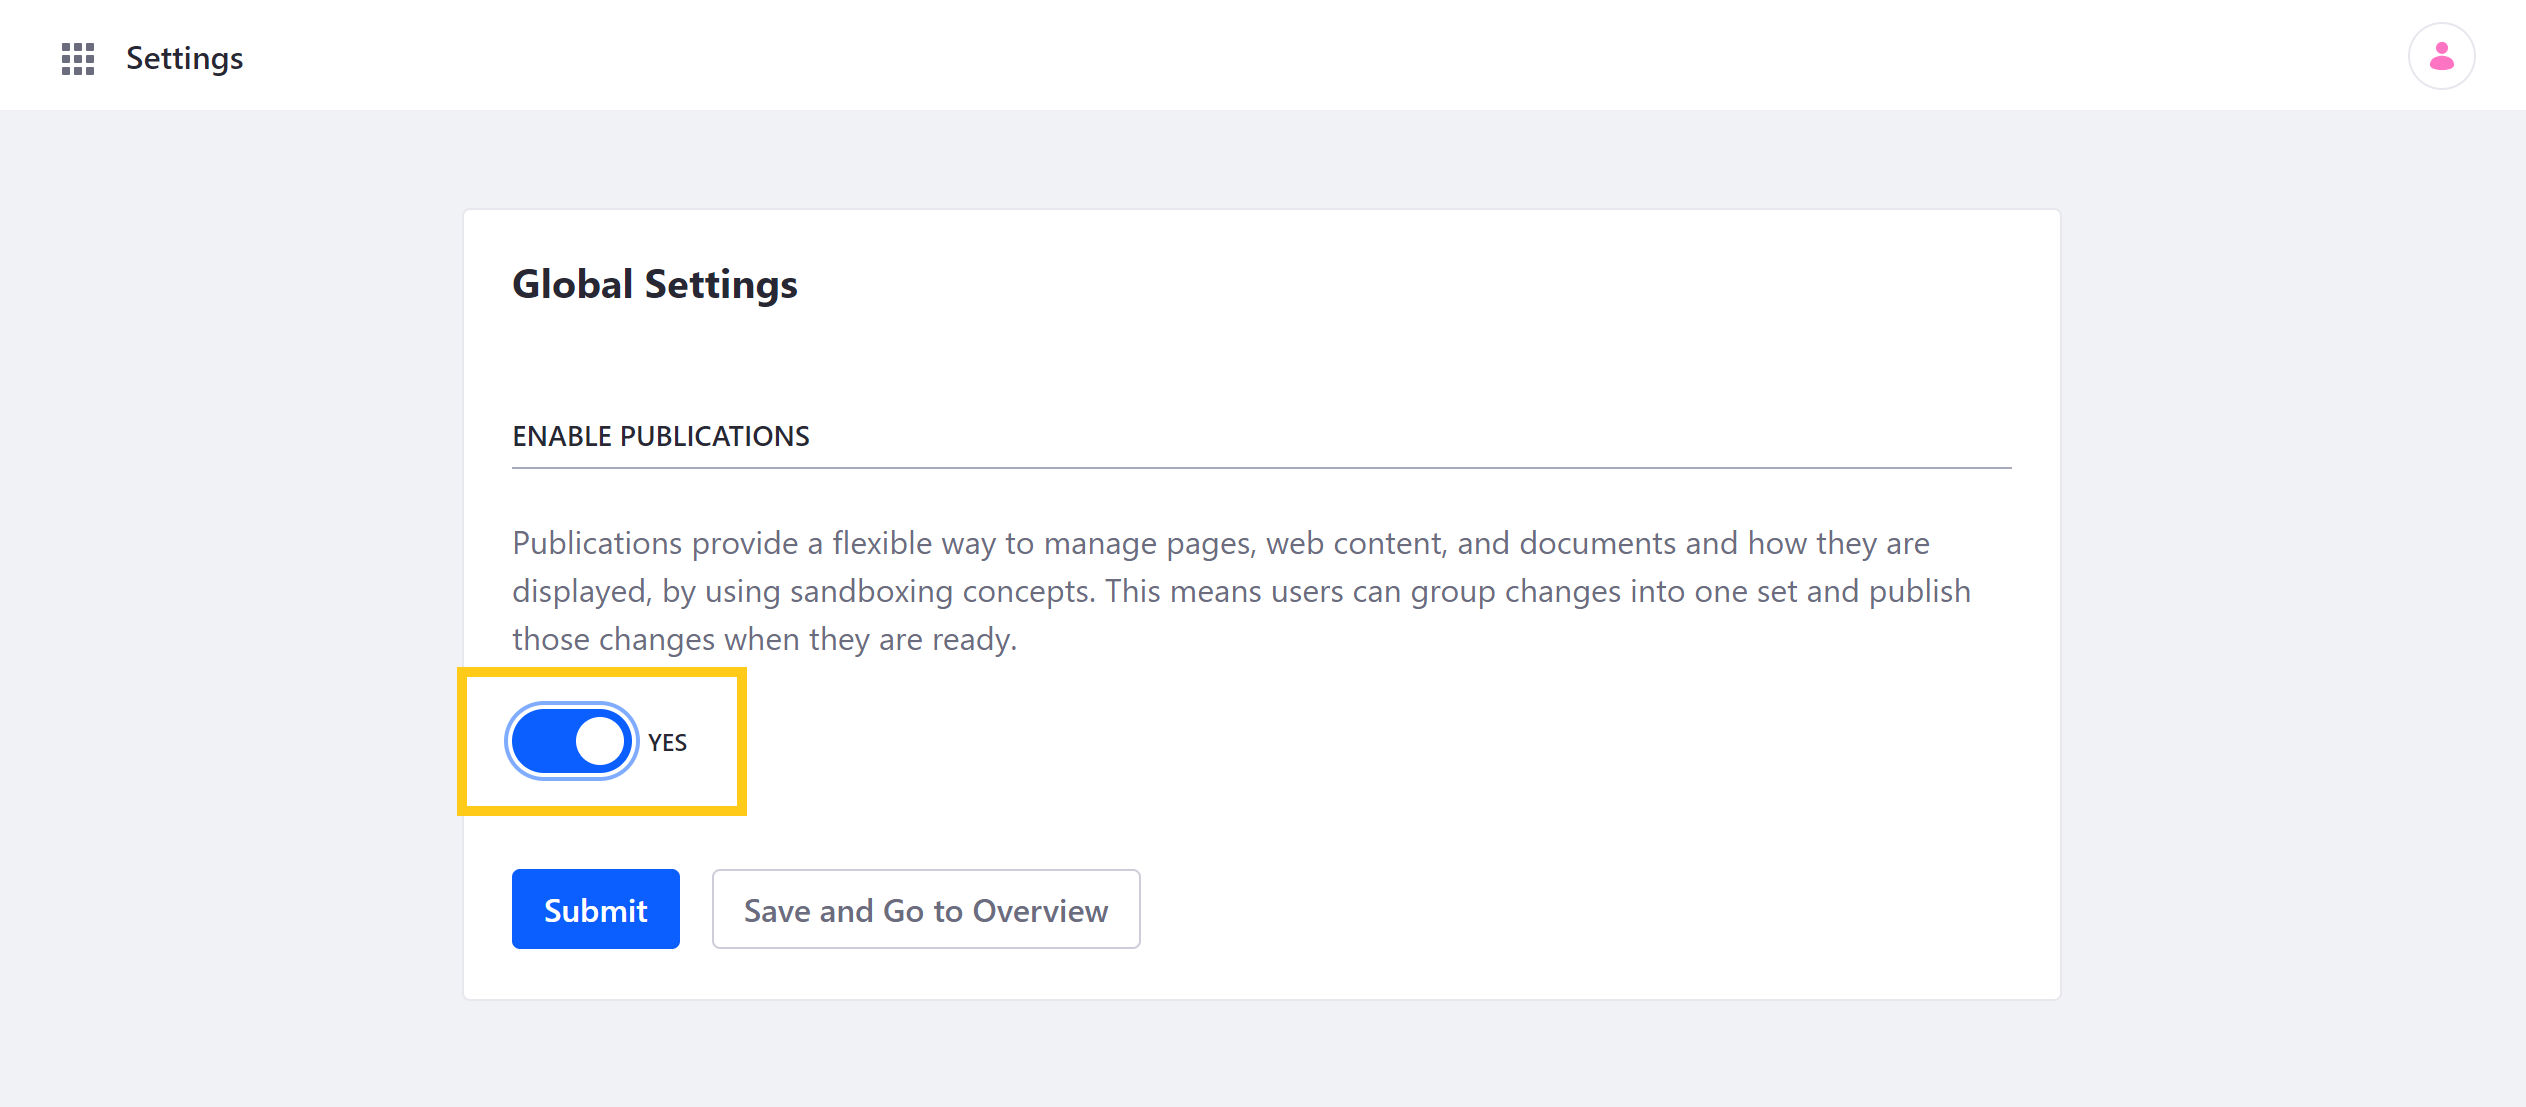 Settings
Global Settings
ENABLE PUBLICATIONS
Publications provide a flexible way to manage pages, web content, and documents and how they are
displayed, by using sandboxing concepts. This means users can group changes into one set and publish
those changes when they are ready.
YES
Submit
Save and Go to Overview